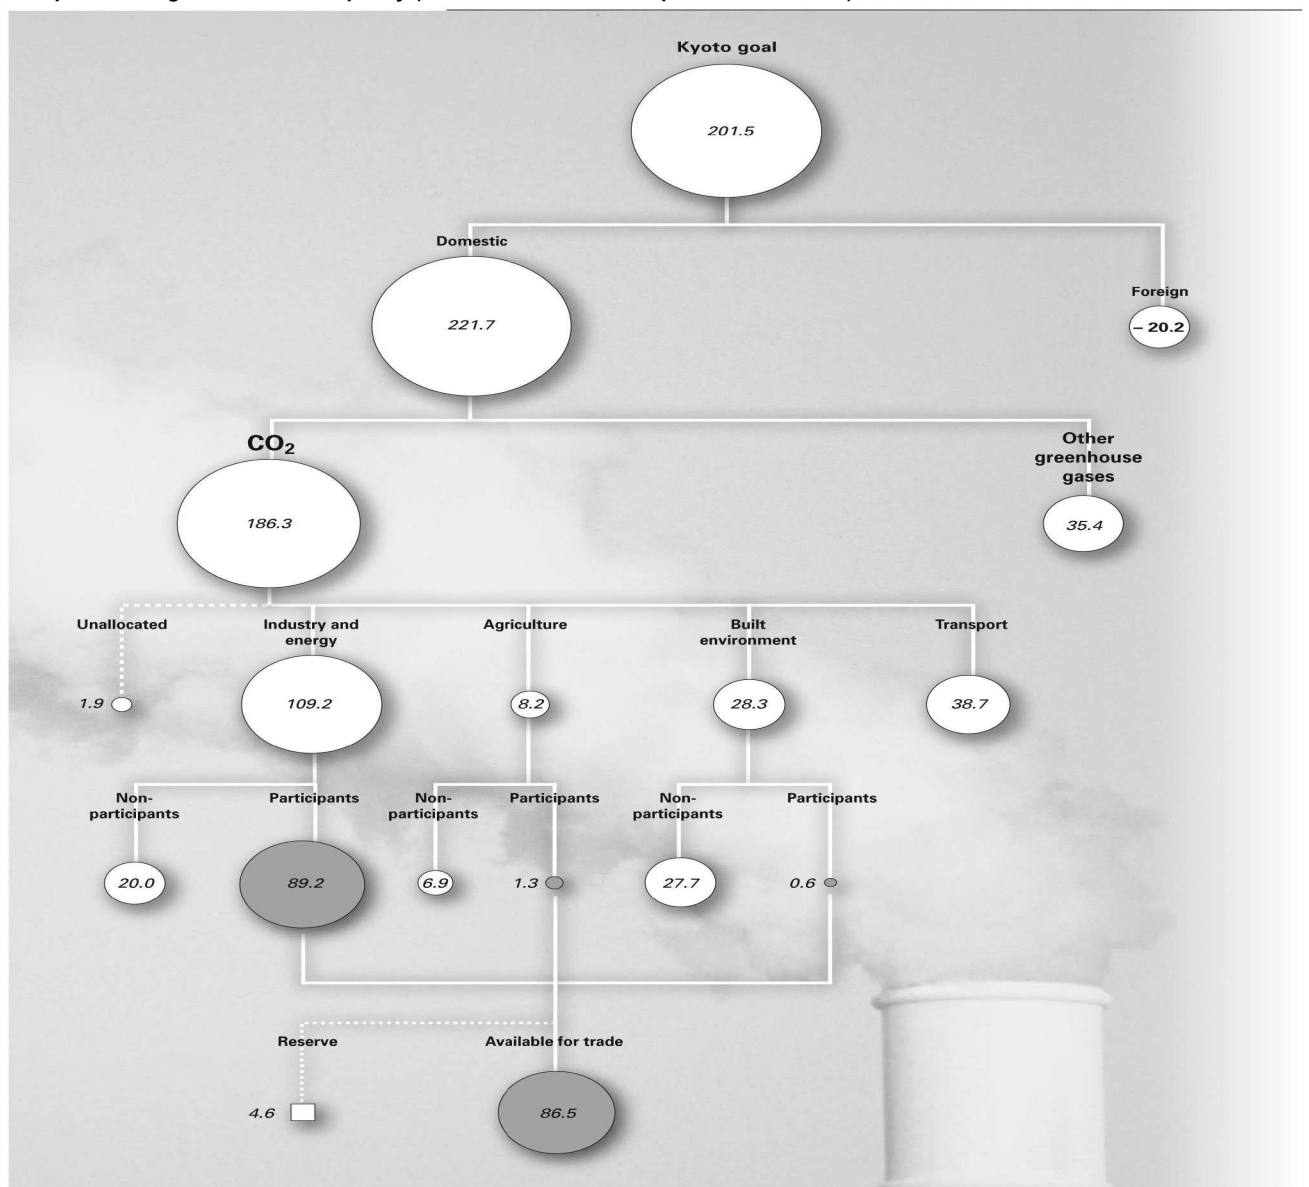 Kyoto goal
201.5
Domestic
221.7
Foreign
– 20.2
CO₂
186.3
Other
greenhouse
gases
35.4
Unallocated
1.9
Industry and
energy
109.2
Agriculture
8.2
Built
environment
28.3
Transport
38.7
Non-
participants
20.0
Participants
89.2
Non-
participants
6.9
Participants
1.3
Non-
participants
27.7
Participants
0.6
Reserve
4.6
Available for trade
86.5